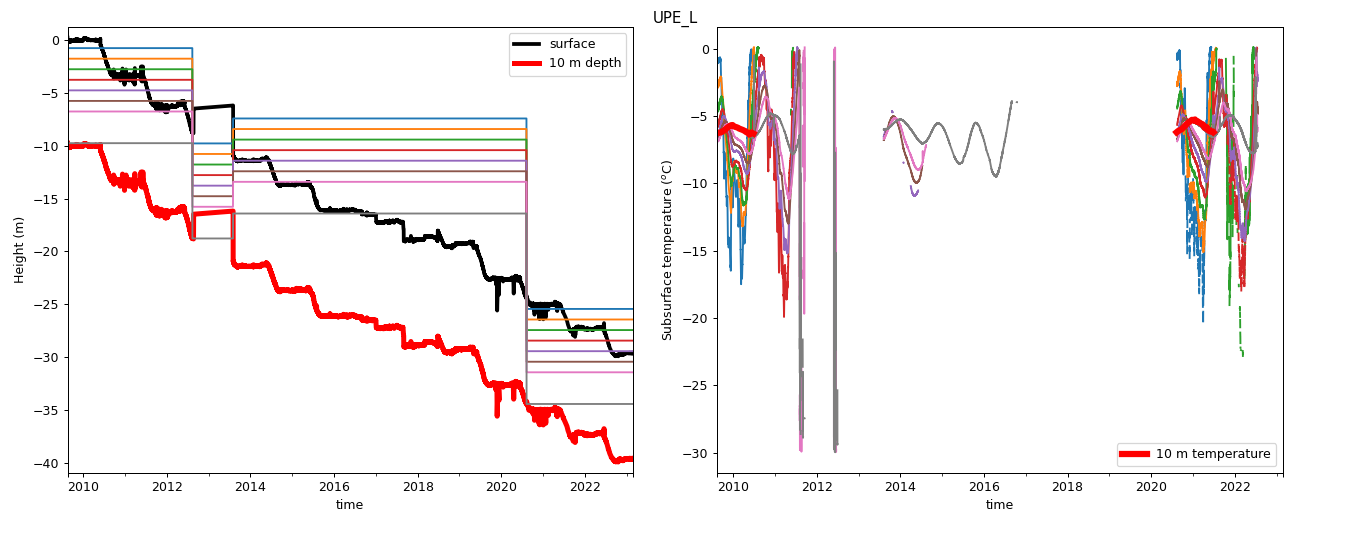 UPE_L
surface
10 m depth
Height (m)
0
−5
−10
−15
−20
−25
−30
−35
−40
2010 2012 2014 2016 2018 2020 2022
time
Subsurface temperature (°C)
0
−5
−10
−15
−20
−25
−30
10 m temperature
2010 2012 2014 2016 2018 2020 2022
time